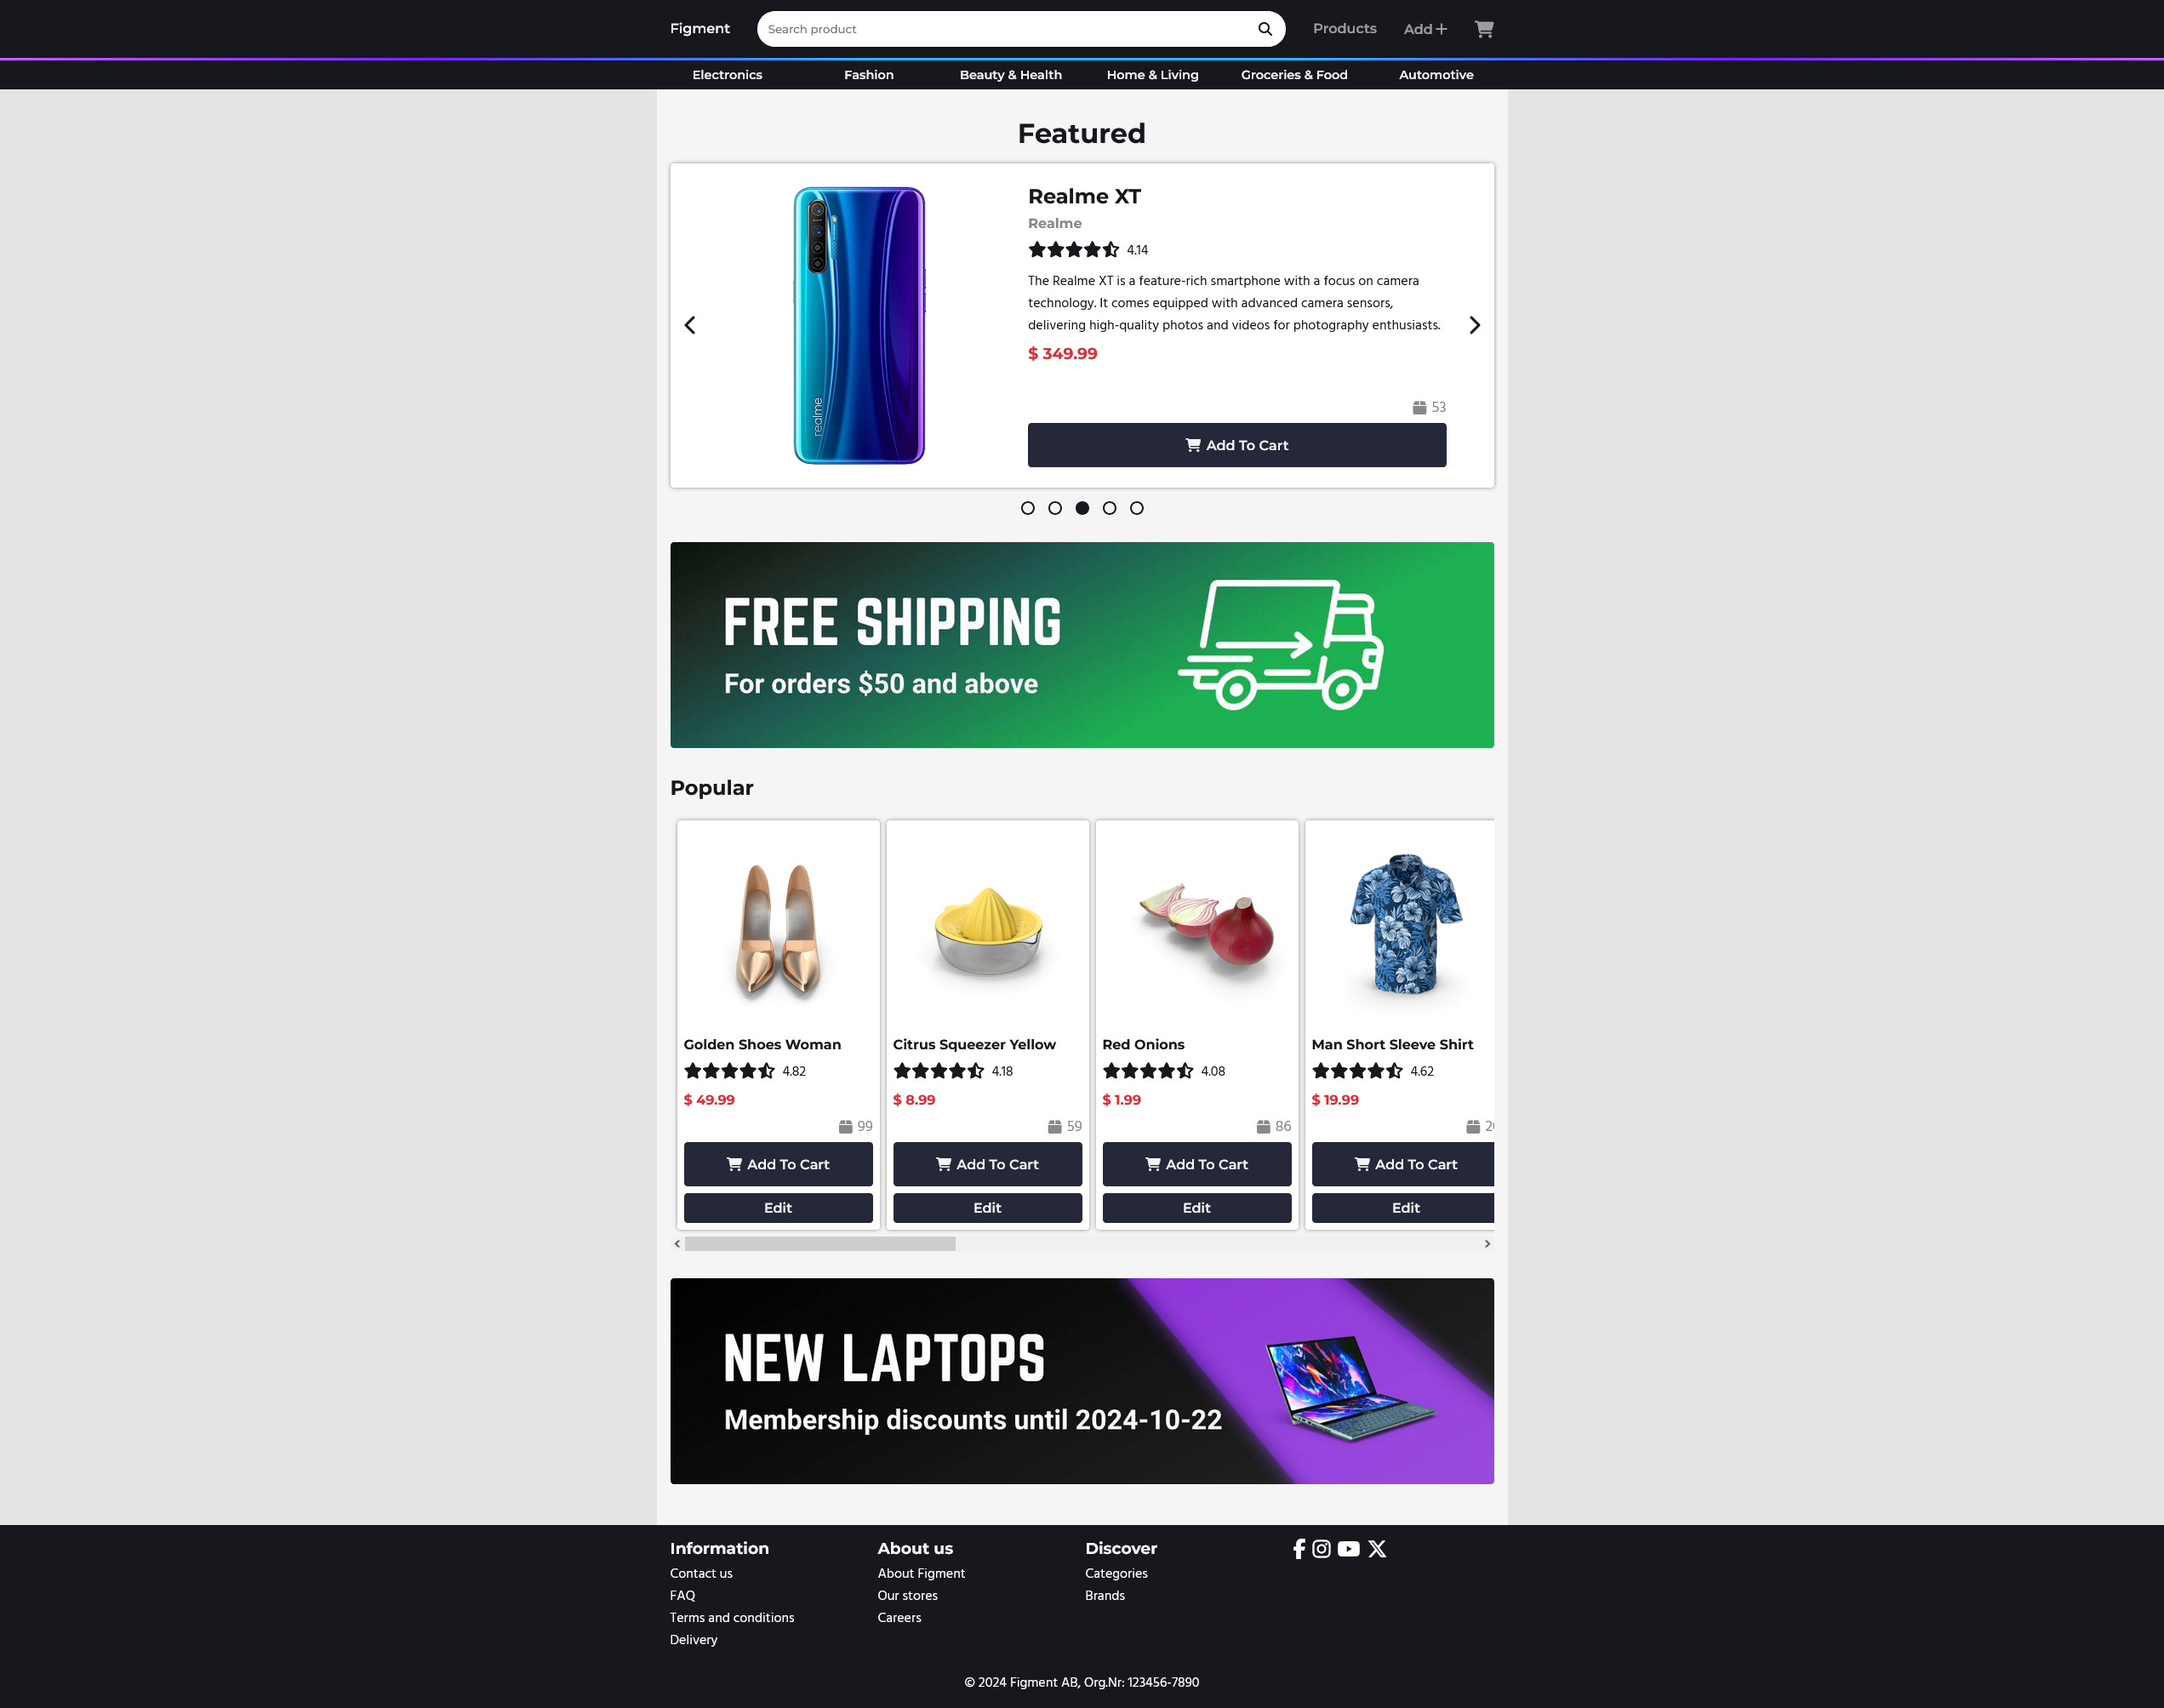 Figment
Search product
Products
Add
Electronics
Fashion
Beauty & Health
Home & Living
Groceries & Food
Automotive
Featured
realme
Realme XT
Realme
4.14
The Realme XT is a feature-rich smartphone with a focus on camera
technology. It comes equipped with advanced camera sensors,
delivering high-quality photos and videos for photography enthusiasts.
$ 349.99
53
Add To Cart
FREE SHIPPING
For orders $50 and above
Popular
Golden Shoes Woman
4.82
$ 49.99
99
Add To Cart
Edit
Citrus Squeezer Yellow
4.18
$ 8.99
59
Add To Cart
Edit
Red Onions
4.08
$ 1.99
86
Add To Cart
Edit
Man Short Sleeve Shirt
4.62
$ 19.99
Add To Cart
Edit
NEW LAPTOPS
Membership discounts until 2024-10-22
Information
Contact us
FAQ
Terms and conditions
Delivery
About us
About Figment
Our stores
Careers
Discover
Categories
Brands
© 2024 Figment AB, Org.Nr: 123456-7890